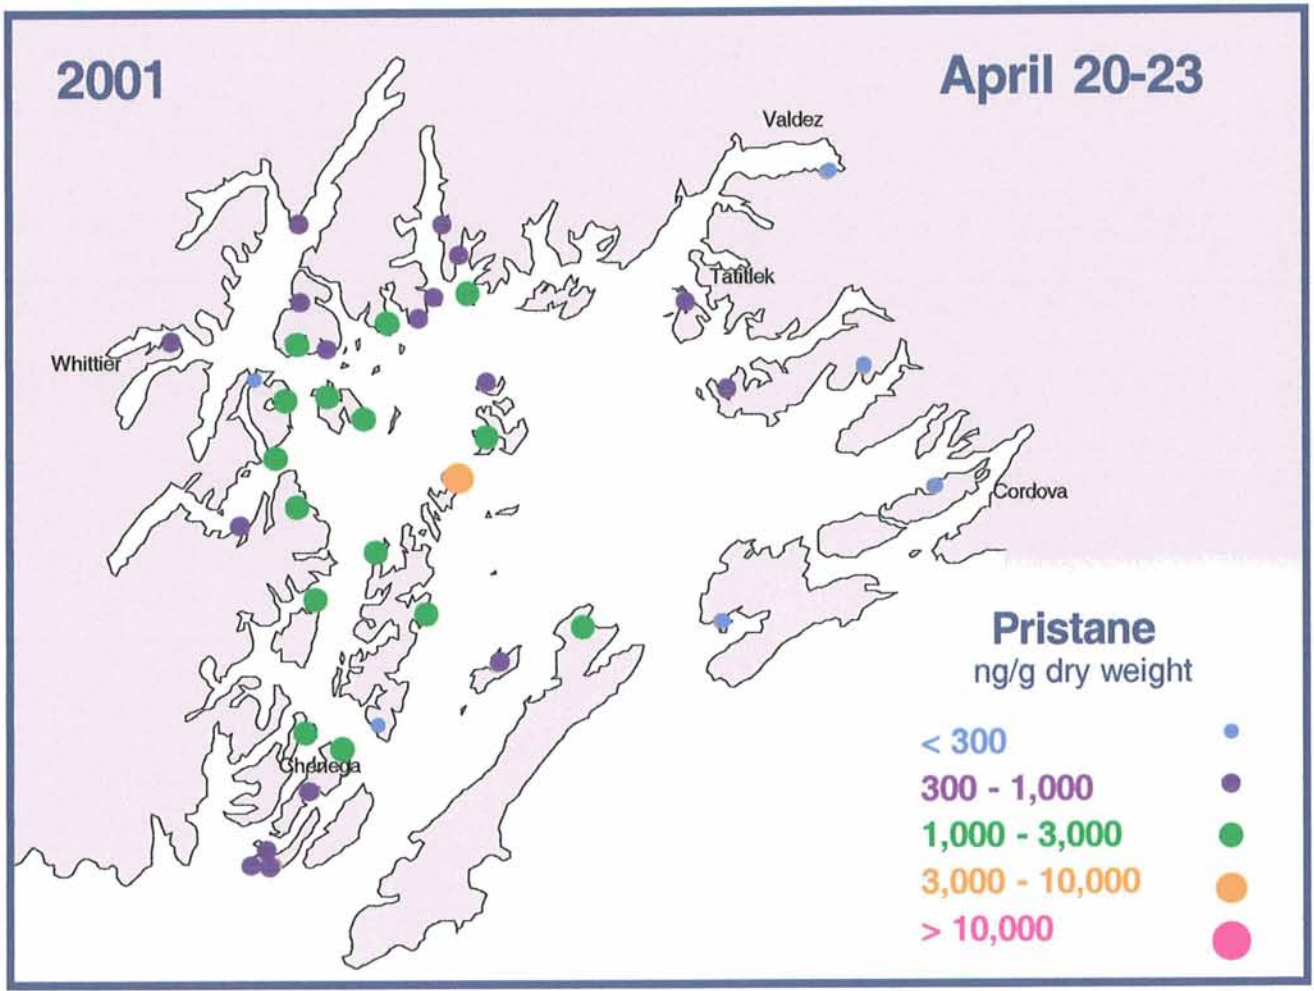 2001
April 20-23
Valdez
Tatitlek
Whittier
Cordova
Chenega
Pristane
ng/g dry weight
< 300
300 - 1,000
1,000 - 3,000
3,000 - 10,000
> 10,000